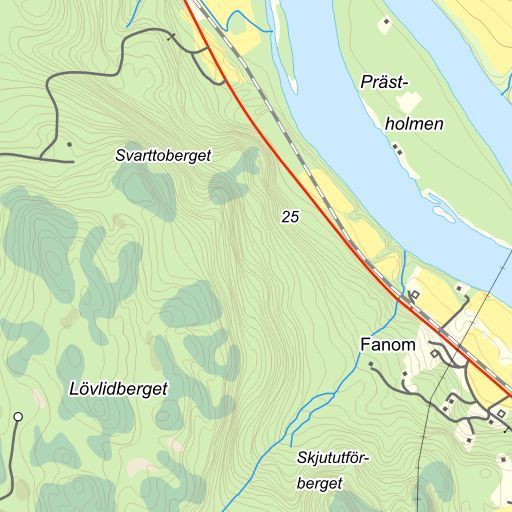 Präst-
holmen
Svarttoberget
25
Fanom
Lövlidberget
Skjututför-
berget